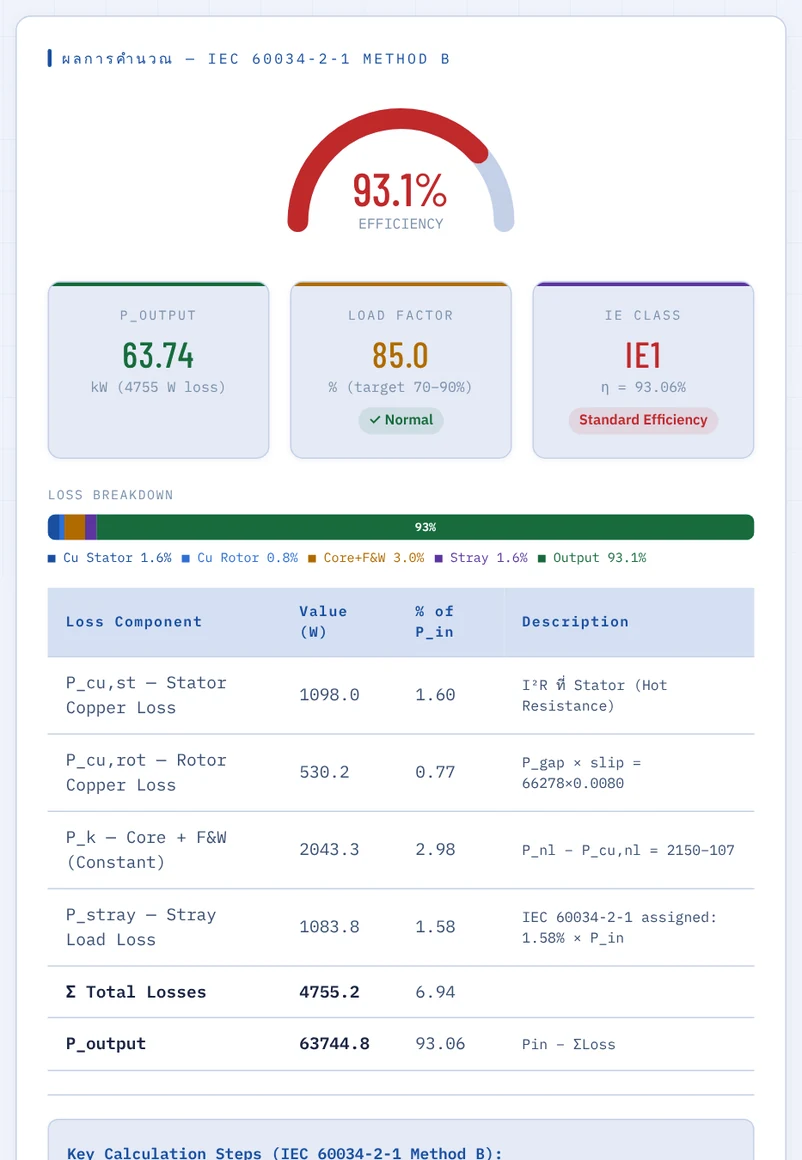 ผลการคำนวณ — IEC 60034-2-1 METHOD B
93.1%
EFFICIENCY
P_OUTPUT
63.74
kW (4755 W loss)
LOAD FACTOR
85.0
% (target 70–90%)
✓ Normal
IE CLASS
IE1
η = 93.06%
Standard Efficiency
LOSS BREAKDOWN
93%
Cu Stator 1.6% Cu Rotor 0.8% Core+F&W 3.0% Stray 1.6% Output 93.1%
Loss Component
Value
(W)
% of
P_in
Description
P_cu,st — Stator
Copper Loss
1098.0
1.60
I²R ที่ Stator (Hot
Resistance)
P_cu,rot — Rotor
Copper Loss
530.2
0.77
P_gap × slip =
66278×0.0080
P_k — Core + F&W
(Constant)
2043.3
2.98
P_nl − P_cu,nl = 2150−107
P_stray — Stray
Load Loss
1083.8
1.58
IEC 60034-2-1 assigned:
1.58% × P_in
Σ Total Losses
4755.2
6.94
P_output
63744.8
93.06
Pin − ΣLoss
Key Calculation Steps (IEC 60034-2-1 Method B):